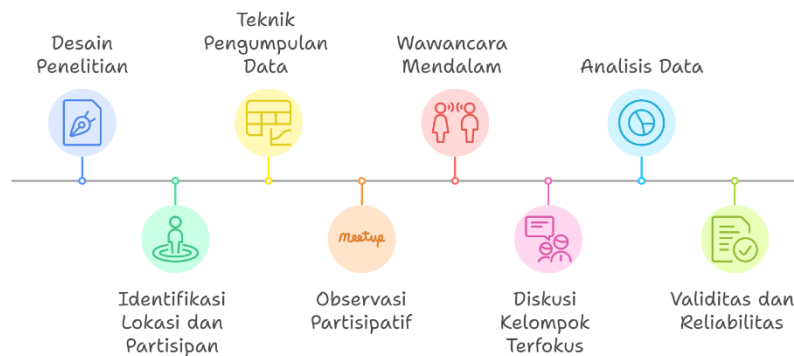 Desain
Penelitian
Identifikasi
Lokasi dan
Partisipan
Teknik
Pengumpulan
Data
meetup
Observasi
Partisipatif
Wawancara
Mendalam
Diskusi
Kelompok
Terfokus
Analisis Data
Validitas dan
Reliabilitas